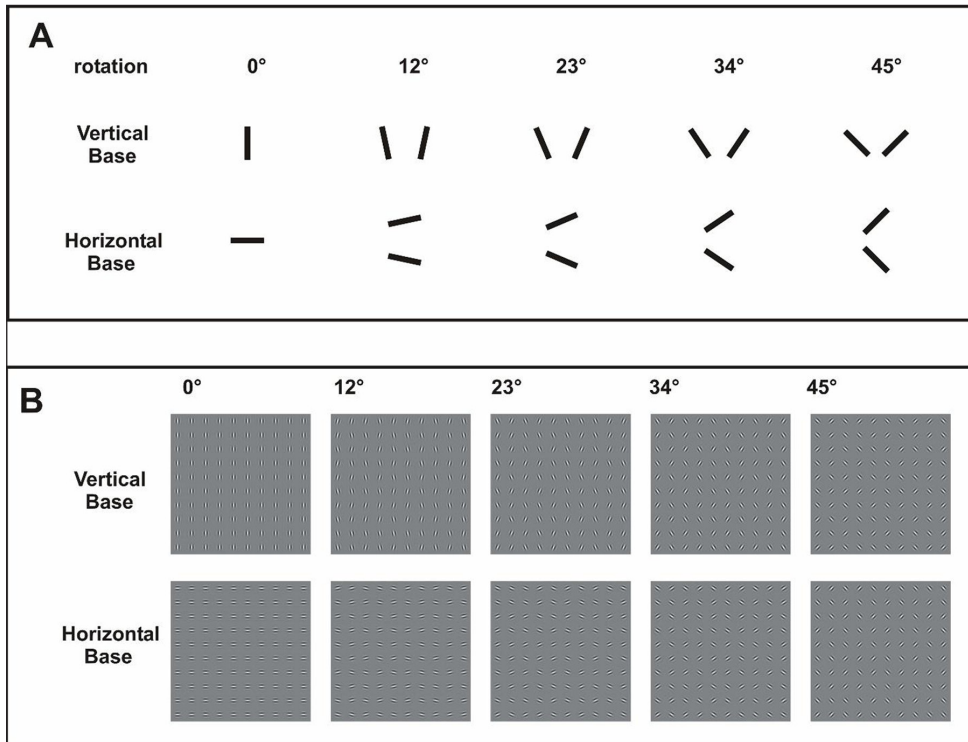 A
rotation 0° 12° 23° 34° 45°
Vertical
Base
Horizontal
Base
B
0° 12° 23° 34° 45°
Vertical
Base
Horizontal
Base